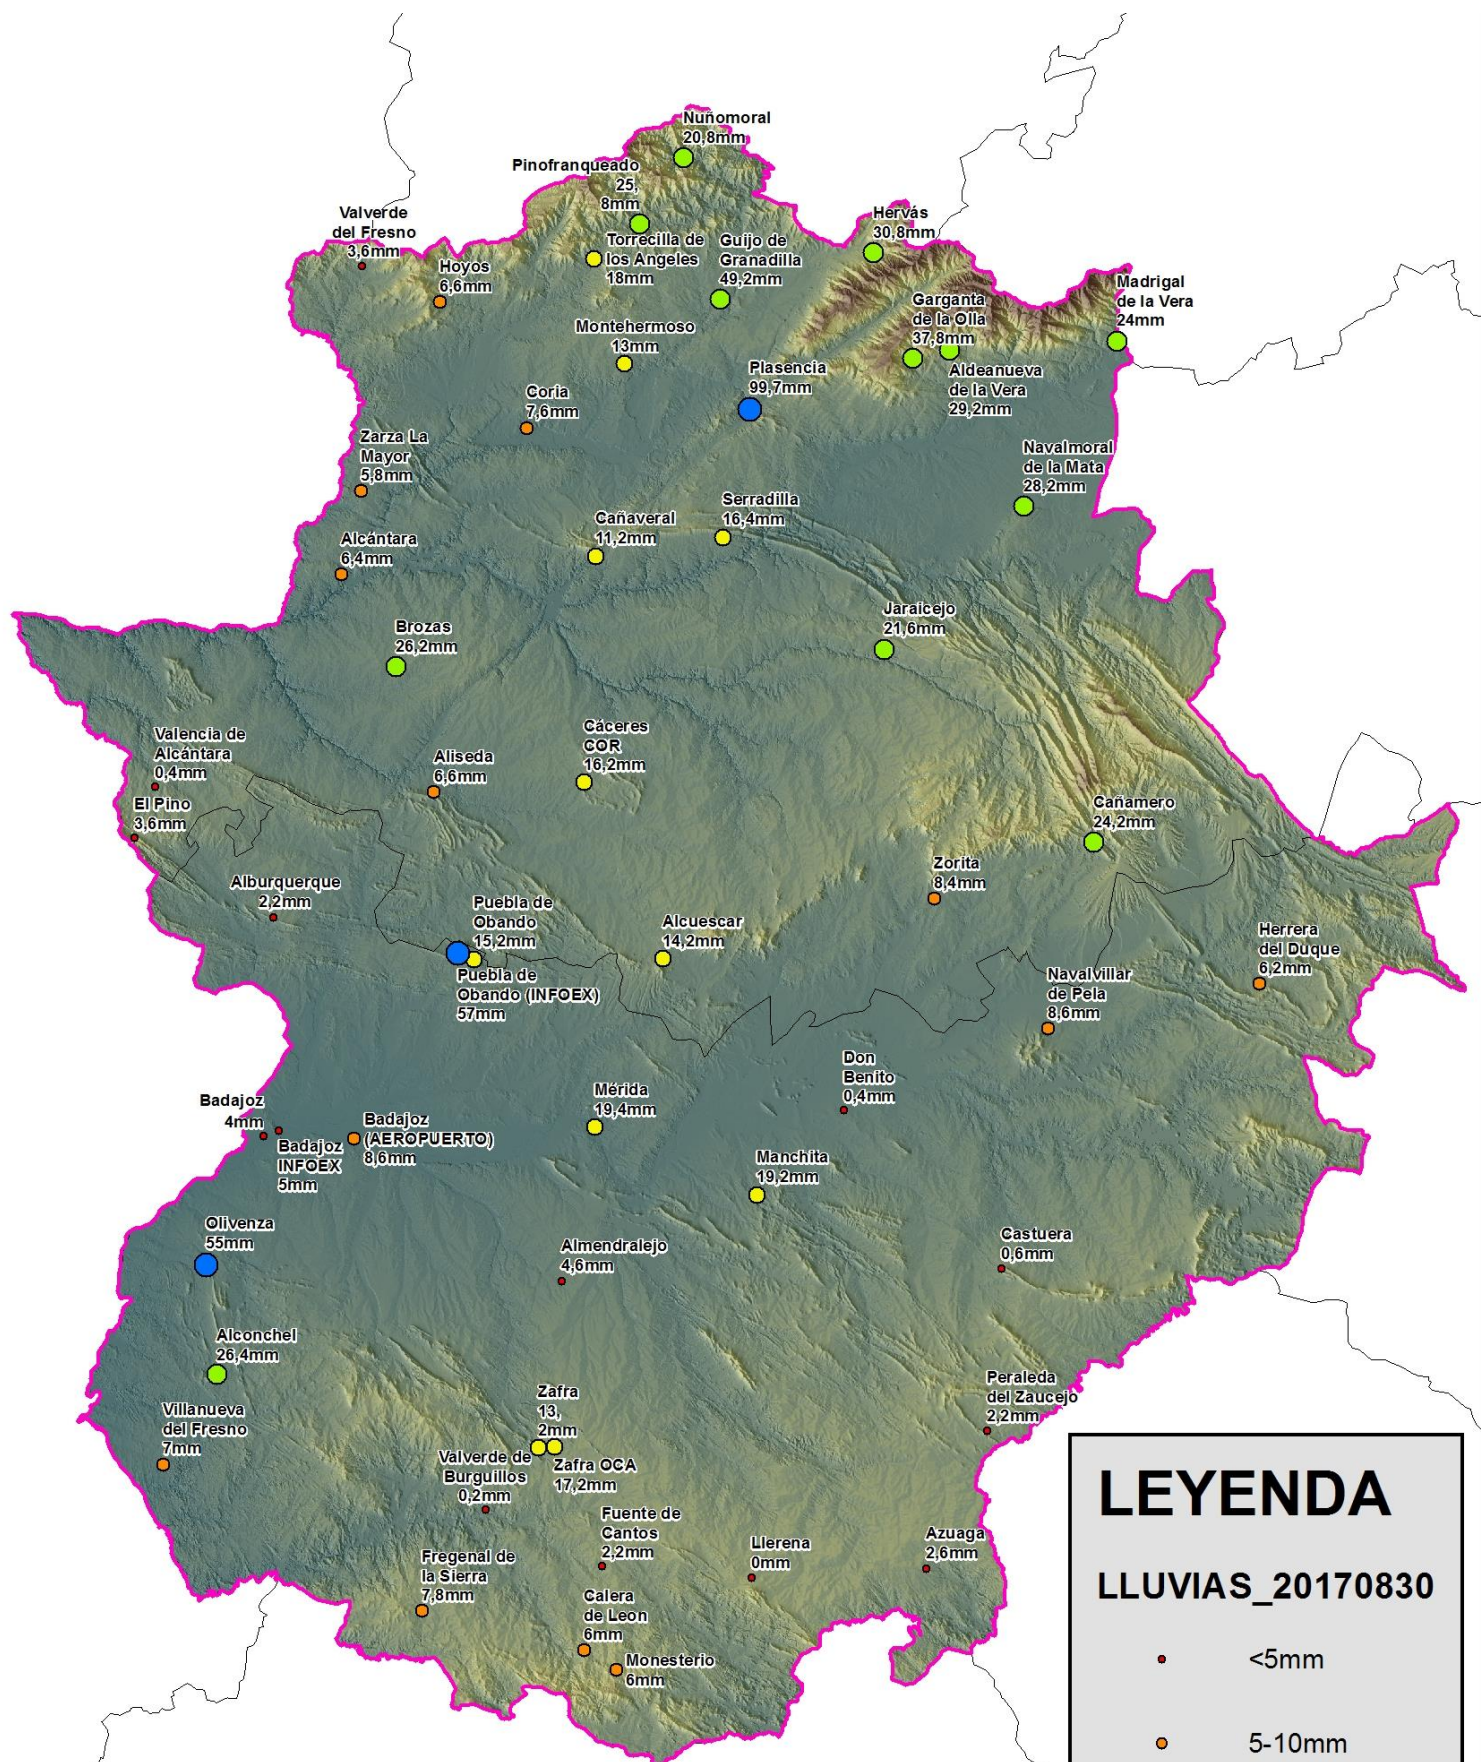 Nuñomoral
20,8mm
Pinofranqueado
25,
8mm
Valverde
del Fresno
3,6mm
Hoyos
6,6mm
Torrecilla de
los Angeles
18mm
Guijo de
Granadilla
49,2mm
Hervás
30,8mm
Madrigal
de la Vera
24mm
Garganta
de la Olla
37,8mm
Aldeanueva
de la Vera
29,2mm
Montehermoso
13mm
Plasencia
99,7mm
Coria
7,6mm
Zarza La
Mayor
5,8mm
Navalmoral
de la Mata
28,2mm
Serradilla
16,4mm
Cañaveral
11,2mm
Alcántara
6,4mm
Jaraicejo
21,6mm
Brozas
26,2mm
Valencia de
Alcántara
0,4mm
Cáceres
COR
16,2mm
Aliseda
6,6mm
El Pino
3,6mm
Cañamero
24,2mm
Zorita
8,4mm
Alburquerque
2,2mm
Puebla de
Obando
15,2mm
Puebla de
Obando (INFOEX)
57mm
Alcuescar
14,2mm
Herrera
del Duque
6,2mm
Navalvillar
de Pela
8,6mm
Don
Benito
0,4mm
Badajoz
4mm
Badajoz
INFOEX
5mm
Badajoz
(AEROPUERTO)
8,6mm
Mérida
19,4mm
Manchita
19,2mm
Olivenza
55mm
Almendralejo
4,6mm
Castuera
0,6mm
Alconchel
26,4mm
Peraleda
del Zaucejo
2,2mm
Villanueva
del Fresno
7mm
Zafra
13,
2mm
Zafra OCA
17,2mm
Valverde de
Burguillos
0,2mm
Fuente de
Cantos
2,2mm
Llerena
0mm
Azuaga
2,6mm
Fregenal de
la Sierra
7,8mm
Calera
de Leon
6mm
Monesterio
6mm
LEYENDA
LLUVIAS_20170830
<5mm
5-10mm